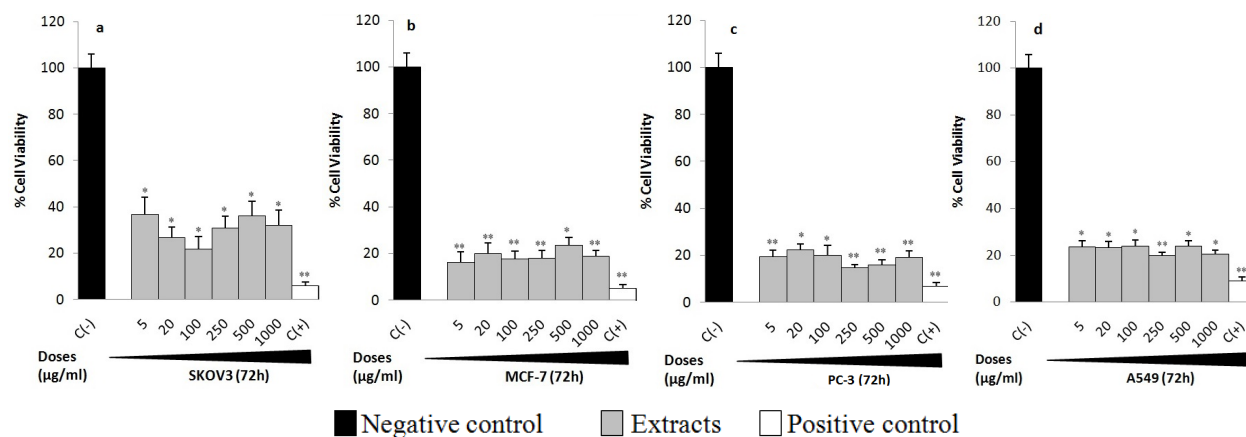 a
% Cell Viability
120
100
80
60
40
20
0
* * * * * * **
C(-) 5 20 100 250 500 1000 C(+)
Doses
(µg/ml)
SKOV3 (72h)
b
% Cell Viability
120
100
80
60
40
20
0
** ** ** ** * ** **
C(-) 5 20 100 250 500 1000 C(+)
Doses
(µg/ml)
MCF-7 (72h)
c
% Cell Viability
120
100
80
60
40
20
0
** * * ** ** ** **
C(-) 5 20 100 250 500 1000 C(+)
Doses
(µg/ml)
PC-3 (72h)
d
% Cell Viability
120
100
80
60
40
20
0
* * * ** * * **
C(-) 5 20 100 250 500 1000 C(+)
Doses
(µg/ml)
A549 (72h)
Negative control Extracts Positive control